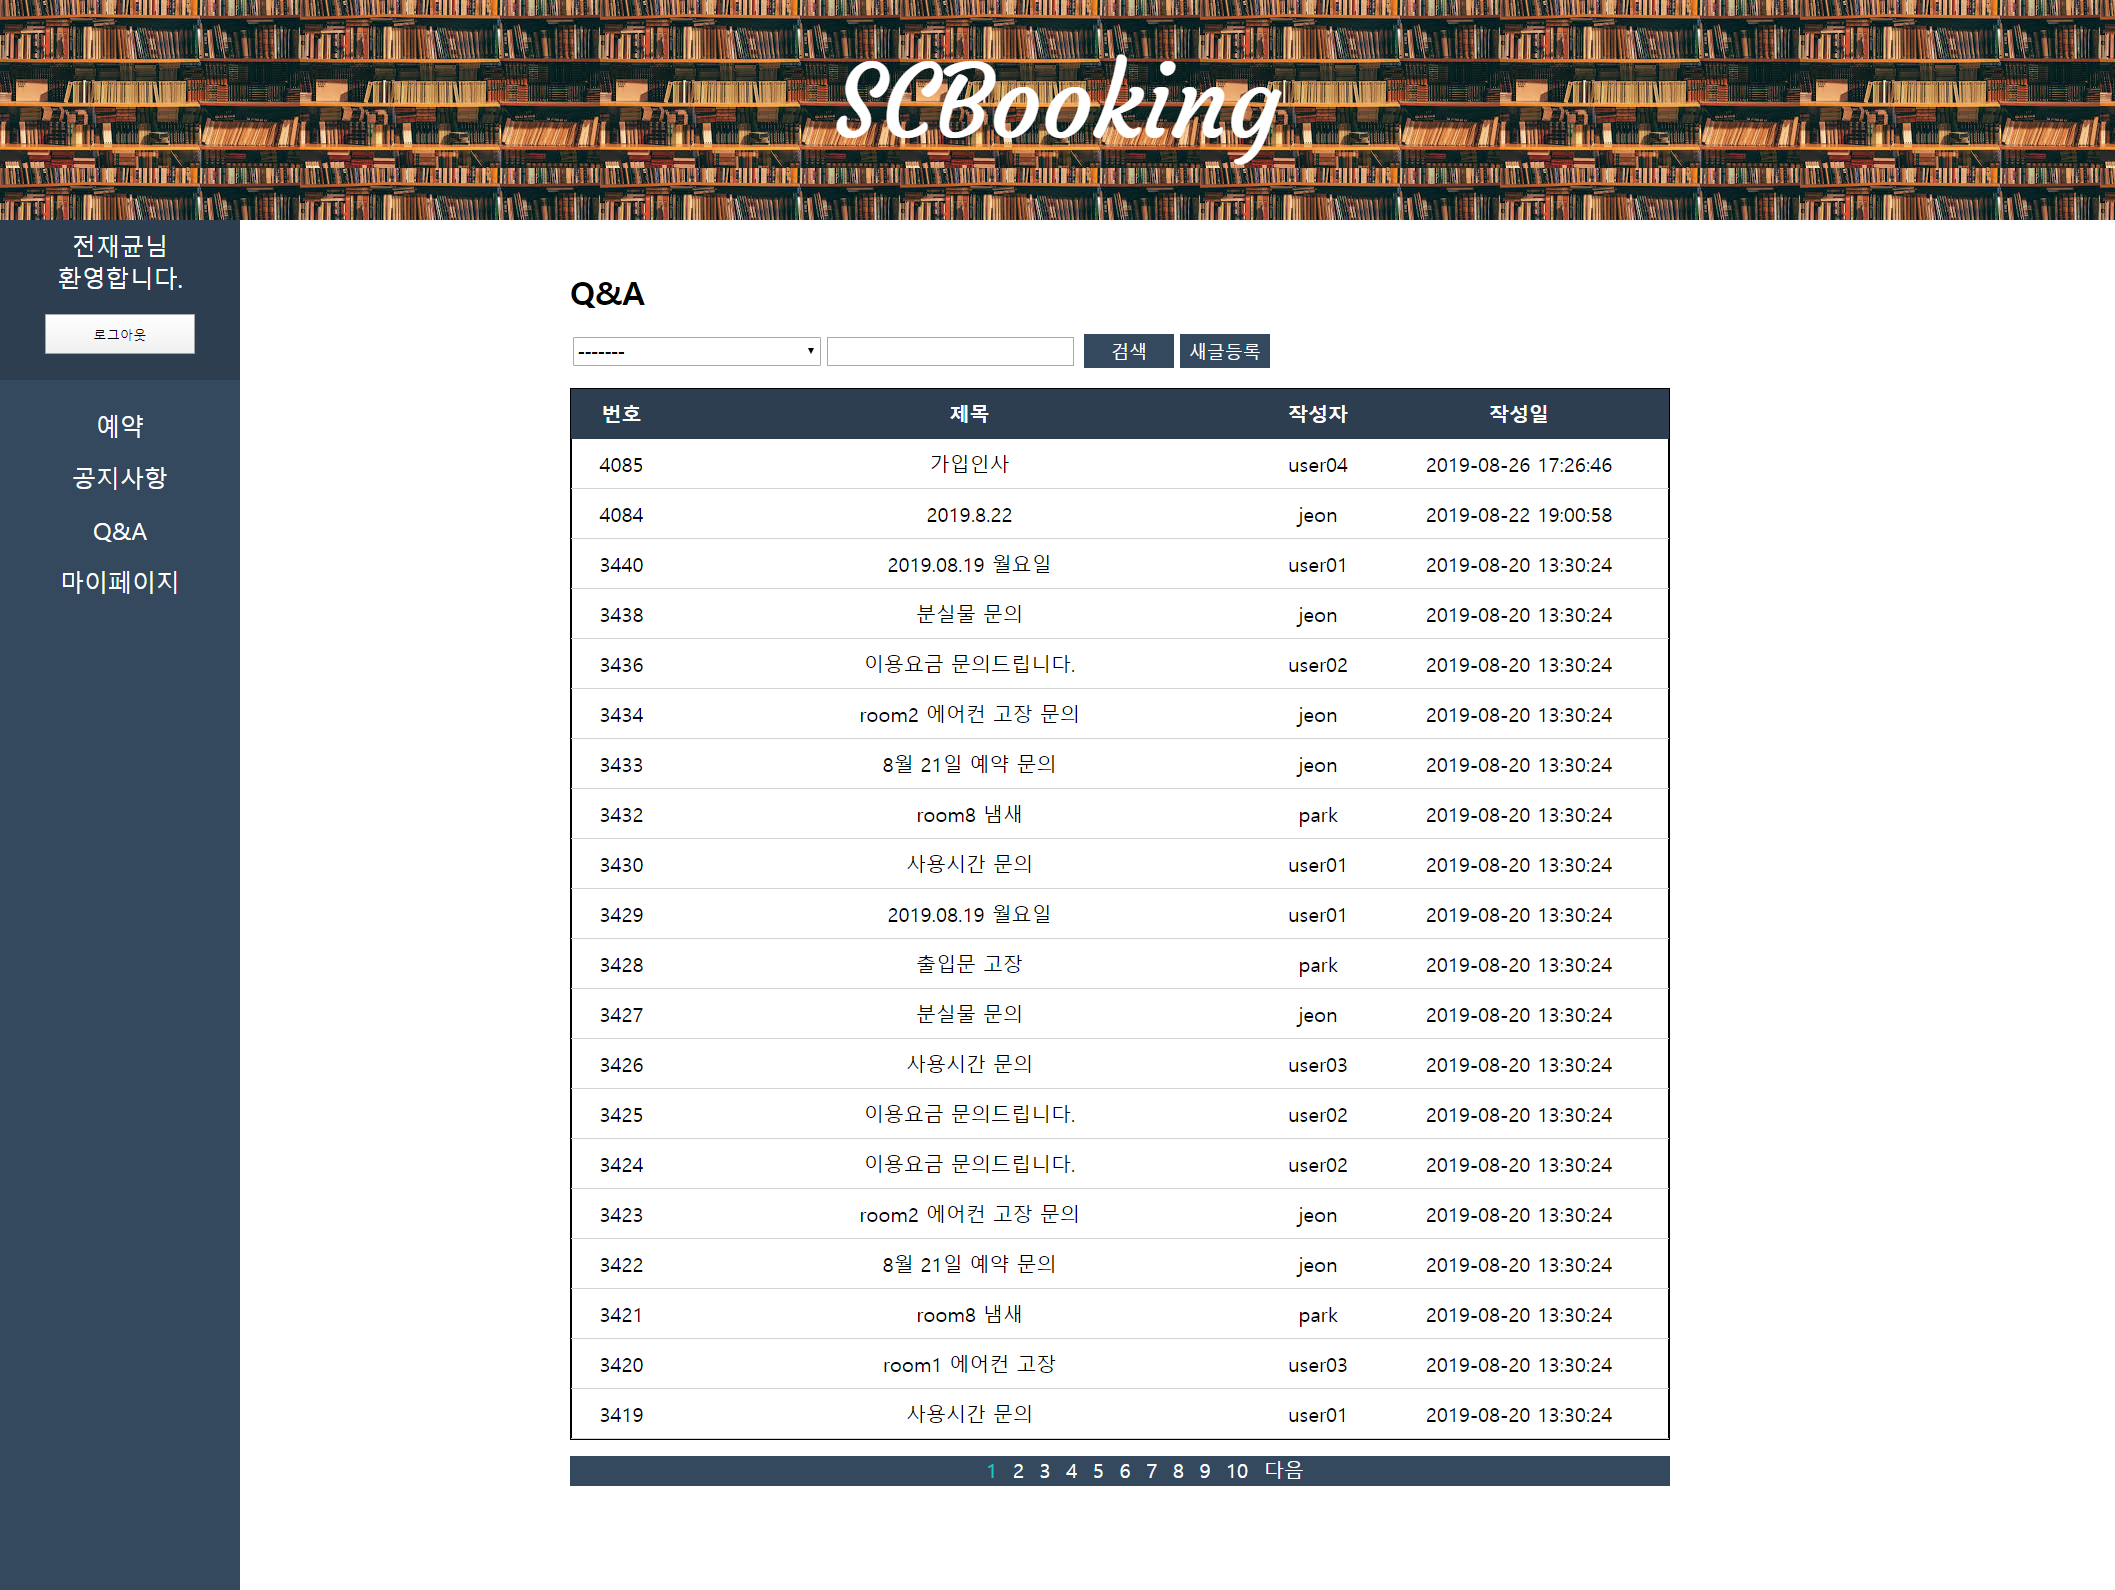 SCBooking
전재균님
환영합니다.
로그아웃
예약
공지사항
Q&A
마이페이지
Q&A
------- 검색 새글등록
번호 제목 작성자 작성일
4085 가입인사 user04 2019-08-26 17:26:46
4084 2019.8.22 jeon 2019-08-22 19:00:58
3440 2019.08.19 월요일 user01 2019-08-20 13:30:24
3438 분실물 문의 jeon 2019-08-20 13:30:24
3436 이용요금 문의드립니다. user02 2019-08-20 13:30:24
3434 room2 에어컨 고장 문의 jeon 2019-08-20 13:30:24
3433 8월 21일 예약 문의 jeon 2019-08-20 13:30:24
3432 room8 냄새 park 2019-08-20 13:30:24
3430 사용시간 문의 user01 2019-08-20 13:30:24
3429 2019.08.19 월요일 user01 2019-08-20 13:30:24
3428 출입문 고장 park 2019-08-20 13:30:24
3427 분실물 문의 jeon 2019-08-20 13:30:24
3426 사용시간 문의 user03 2019-08-20 13:30:24
3425 이용요금 문의드립니다. user02 2019-08-20 13:30:24
3424 이용요금 문의드립니다. user02 2019-08-20 13:30:24
3423 room2 에어컨 고장 문의 jeon 2019-08-20 13:30:24
3422 8월 21일 예약 문의 jeon 2019-08-20 13:30:24
3421 room8 냄새 park 2019-08-20 13:30:24
3420 room1 에어컨 고장 user03 2019-08-20 13:30:24
3419 사용시간 문의 user01 2019-08-20 13:30:24
1 2 3 4 5 6 7 8 9 10 다음